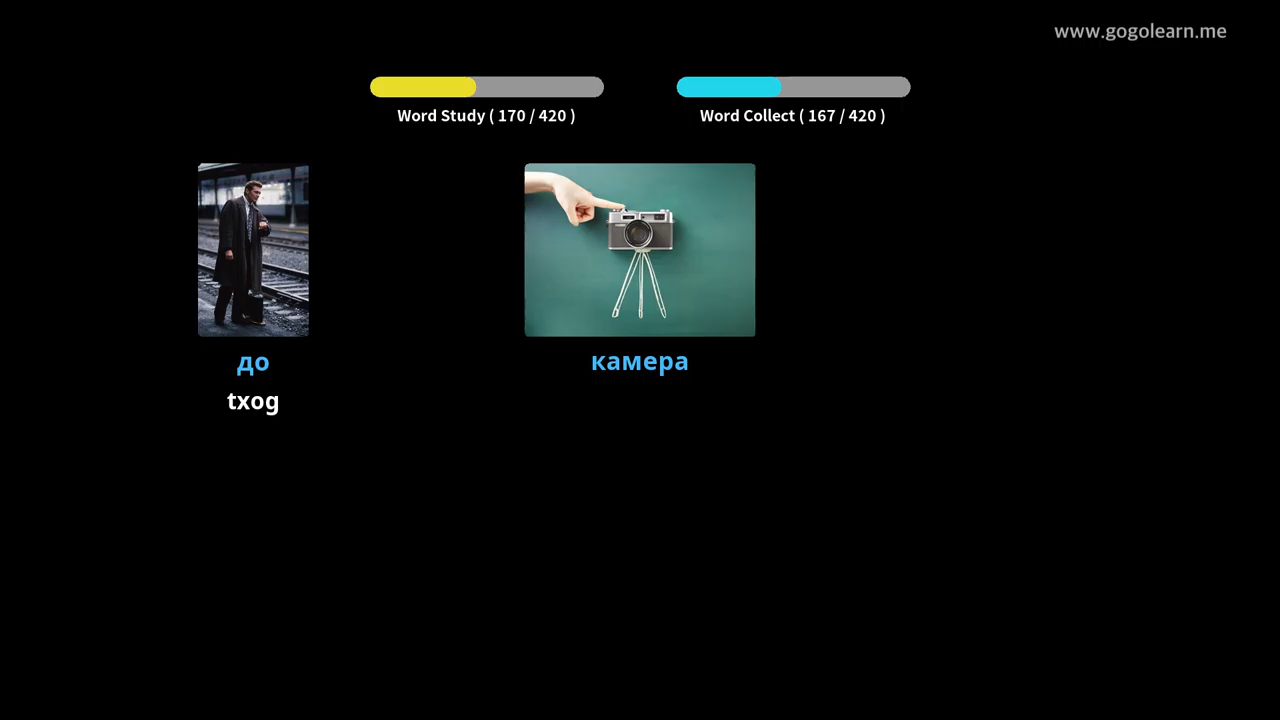 www.gogolearn.me
Word Study ( 170 / 420 )
Word Collect ( 167 / 420 )
до
камера
txog